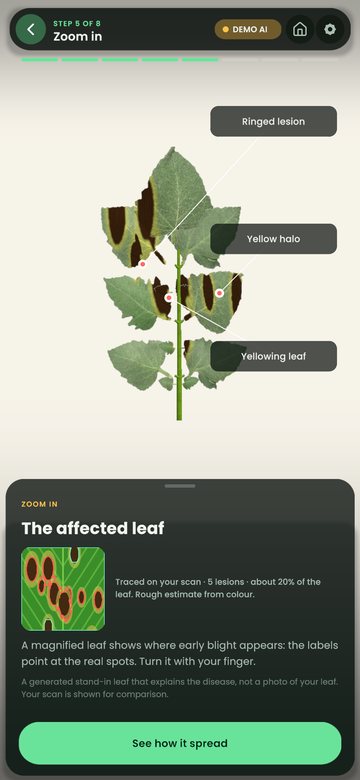 STEP 5 OF 8
Zoom in
DEMO AI
Ringed lesion
Yellow halo
Yellowing leaf
ZOOM IN
The affected leaf
Traced on your scan · 5 lesions · about 20% of the
leaf. Rough estimate from colour.
A magnified leaf shows where early blight appears: the labels
point at the real spots. Turn it with your finger.
A generated stand-in leaf that explains the disease, not a photo of your leaf.
Your scan is shown for comparison.
See how it spread